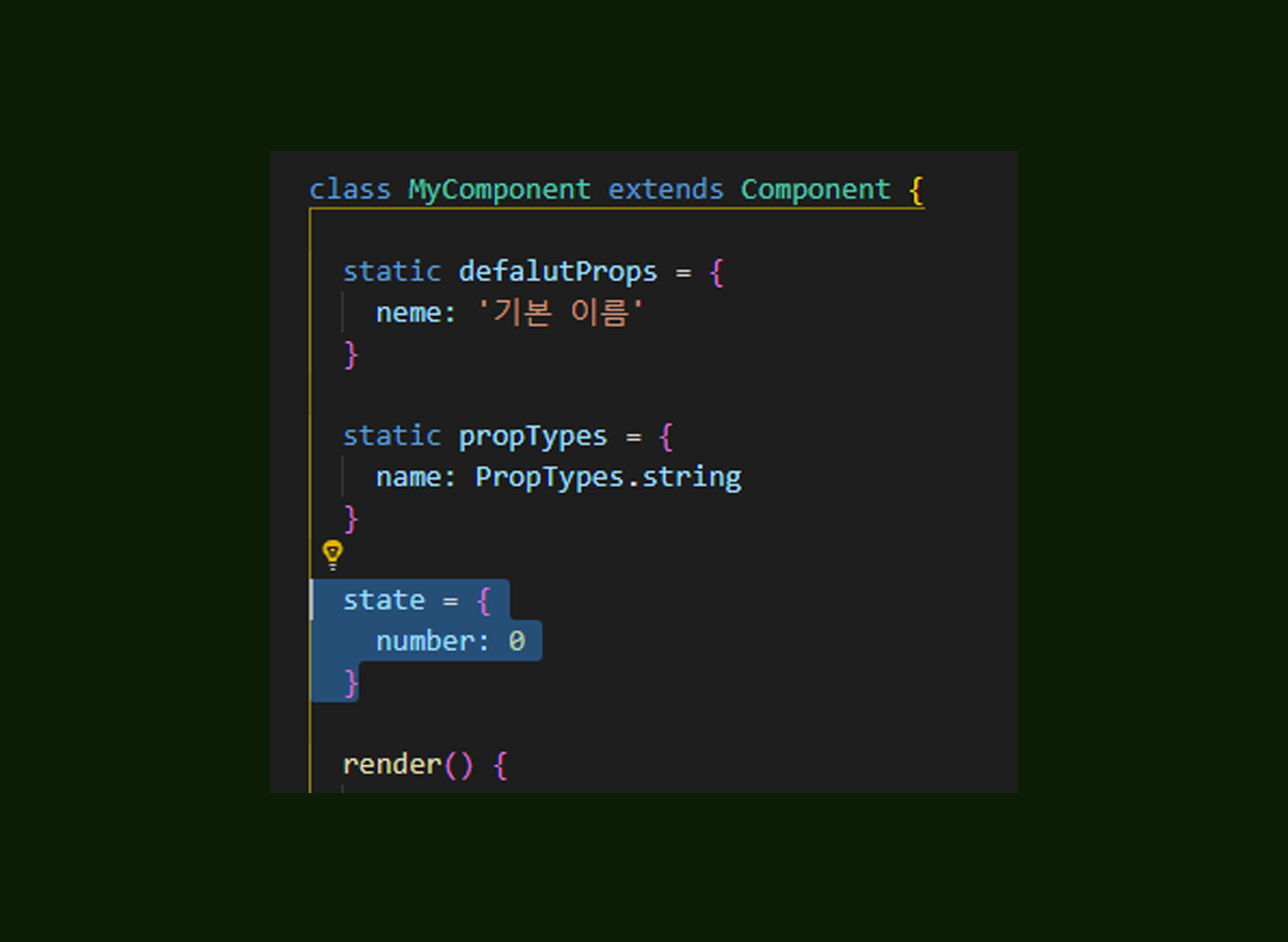 class MyComponent extends Component {
static defalutProps = {
neme: '기본 이름'
}
static propTypes = {
name: PropTypes.string
}
state = {
number: 0
}
render() {